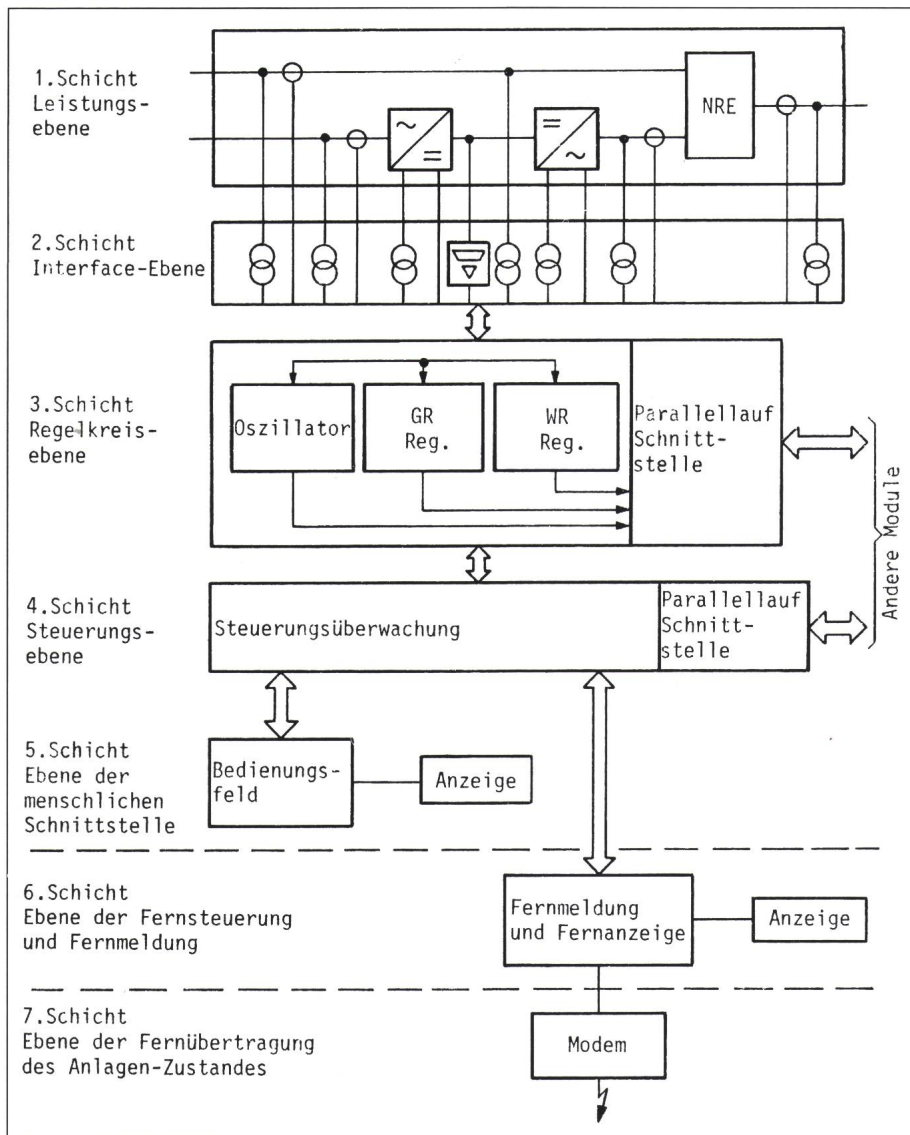 1.Schicht
Leistungs-
ebene
NRE
2.Schicht
Interface-Ebene
3.Schicht
Regelkreis-
ebene
Oszillator
GR
Reg.
WR
Reg.
Parallellauf
Schnitt-
stelle
Andere Module
4.Schicht
Steuerungs-
ebene
Steuerungsüberwachung
Parallellauf
Schnitt-
stelle
5.Schicht
Ebene der
menschlichen
Schnittstelle
Bedienungs-
feld
Anzeige
6.Schicht
Ebene der Fernsteuerung
und Fernmeldung
Fernmeldung
und Fernanzeige
Anzeige
7.Schicht
Ebene der Fernübertragung
des Anlagen-Zustandes
Modem